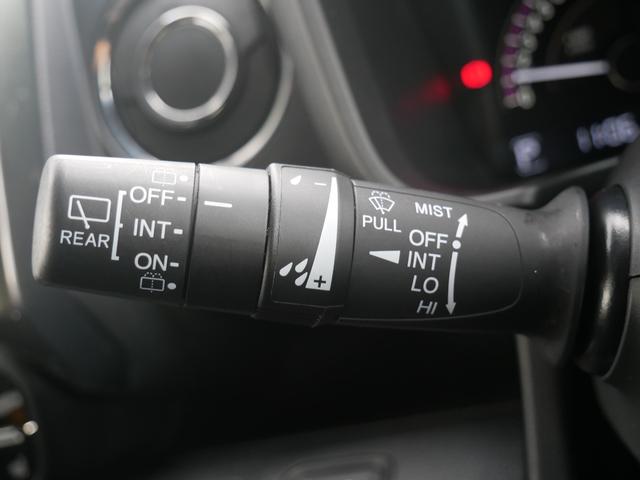 REAR
OFF
INT
ON
- 
+
PULL
MIST
OFF
INT
LO
HI
P